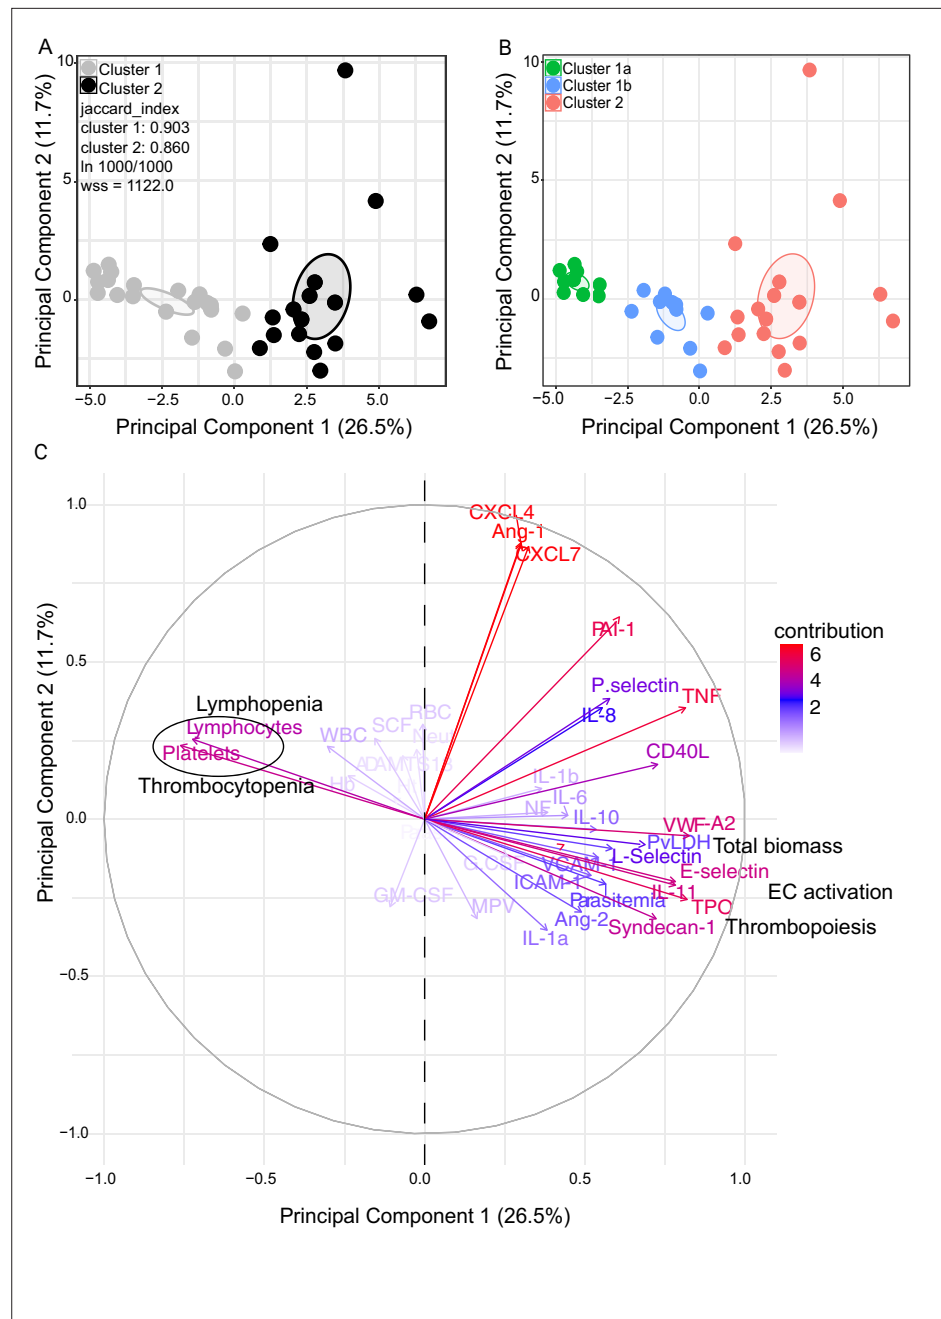 A
10
5
0
Principal Component 2 (11.7%)
Cluster 1
Cluster 2
jaccard_index
cluster 1: 0.903
cluster 2: 0.860
In 1000/1000
wss = 1122.0
−5.0
−2.5
0.0
2.5
5.0
Principal Component 1 (26.5%)
B
10
5
0
Principal Component 2 (11.7%)
Cluster 1a
Cluster 1b
Cluster 2
−5.0
−2.5
0.0
2.5
5.0
Principal Component 1 (26.5%)
C
1.0
0.5
0.0
−0.5
−1.0
Principal Component 2 (11.7%)
CXCL4
Ang-1
CXCL7
PAI-1
P.selectin
TNF
IL-8
CD40L
Lymphopenia
Lymphocytes
Platelets
Thrombocytopenia
RBC
SCF
WBC
Neu
ADAMTS13
Hb
IL-1b
IL-6
NE
IL-10
VWF-A2
PvLDH
Total biomass
L-Selectin
VCAM-1
G.CSF
E-selectin
ICAM-1
IL-11
EC activation
GM-CSF
MPV
Parasitemia
TPO
Ang-2
Syndecan-1
Thrombopoiesis
IL-1a
contribution
6
4
2
−1.0
−0.5
0.0
0.5
1.0
Principal Component 1 (26.5%)